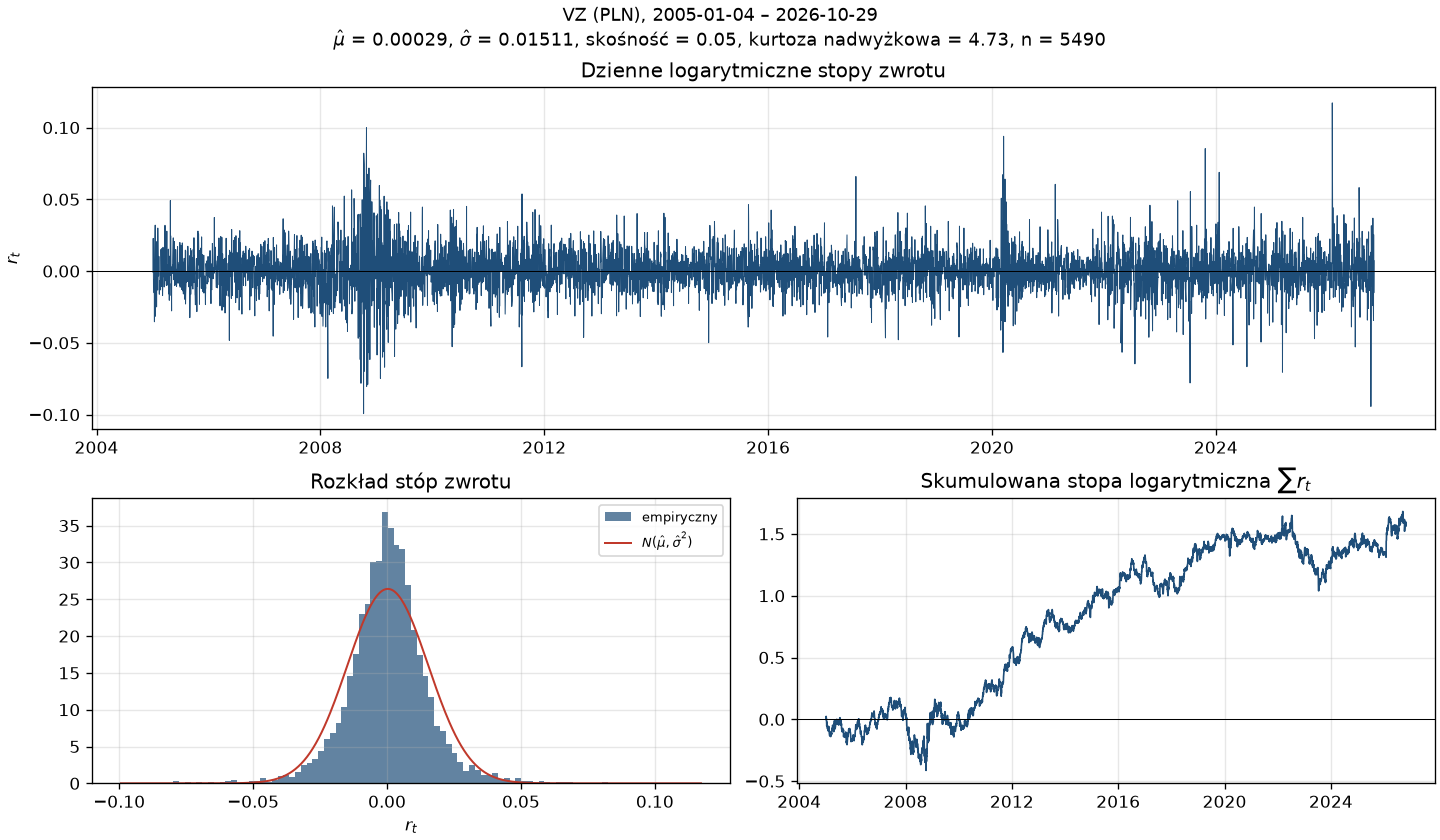 VZ (PLN), 2005-01-04 – 2026-10-29
μ̂ = 0.00029, σ̂ = 0.01511, skośność = 0.05, kurtoza nadwyżkowa = 4.73, n = 5490
Dzienne logarytmiczne stopy zwrotu
r_t
0.10
0.05
0.00
−0.05
−0.10
2004 2008 2012 2016 2020 2024
Rozkład stóp zwrotu
empiryczny
N(μ̂, σ̂²)
35
30
25
20
15
10
5
0
−0.10 −0.05 0.00 0.05 0.10
r_t
Skumulowana stopa logarytmiczna ∑r_t
1.5
1.0
0.5
0.0
−0.5
2004 2008 2012 2016 2020 2024